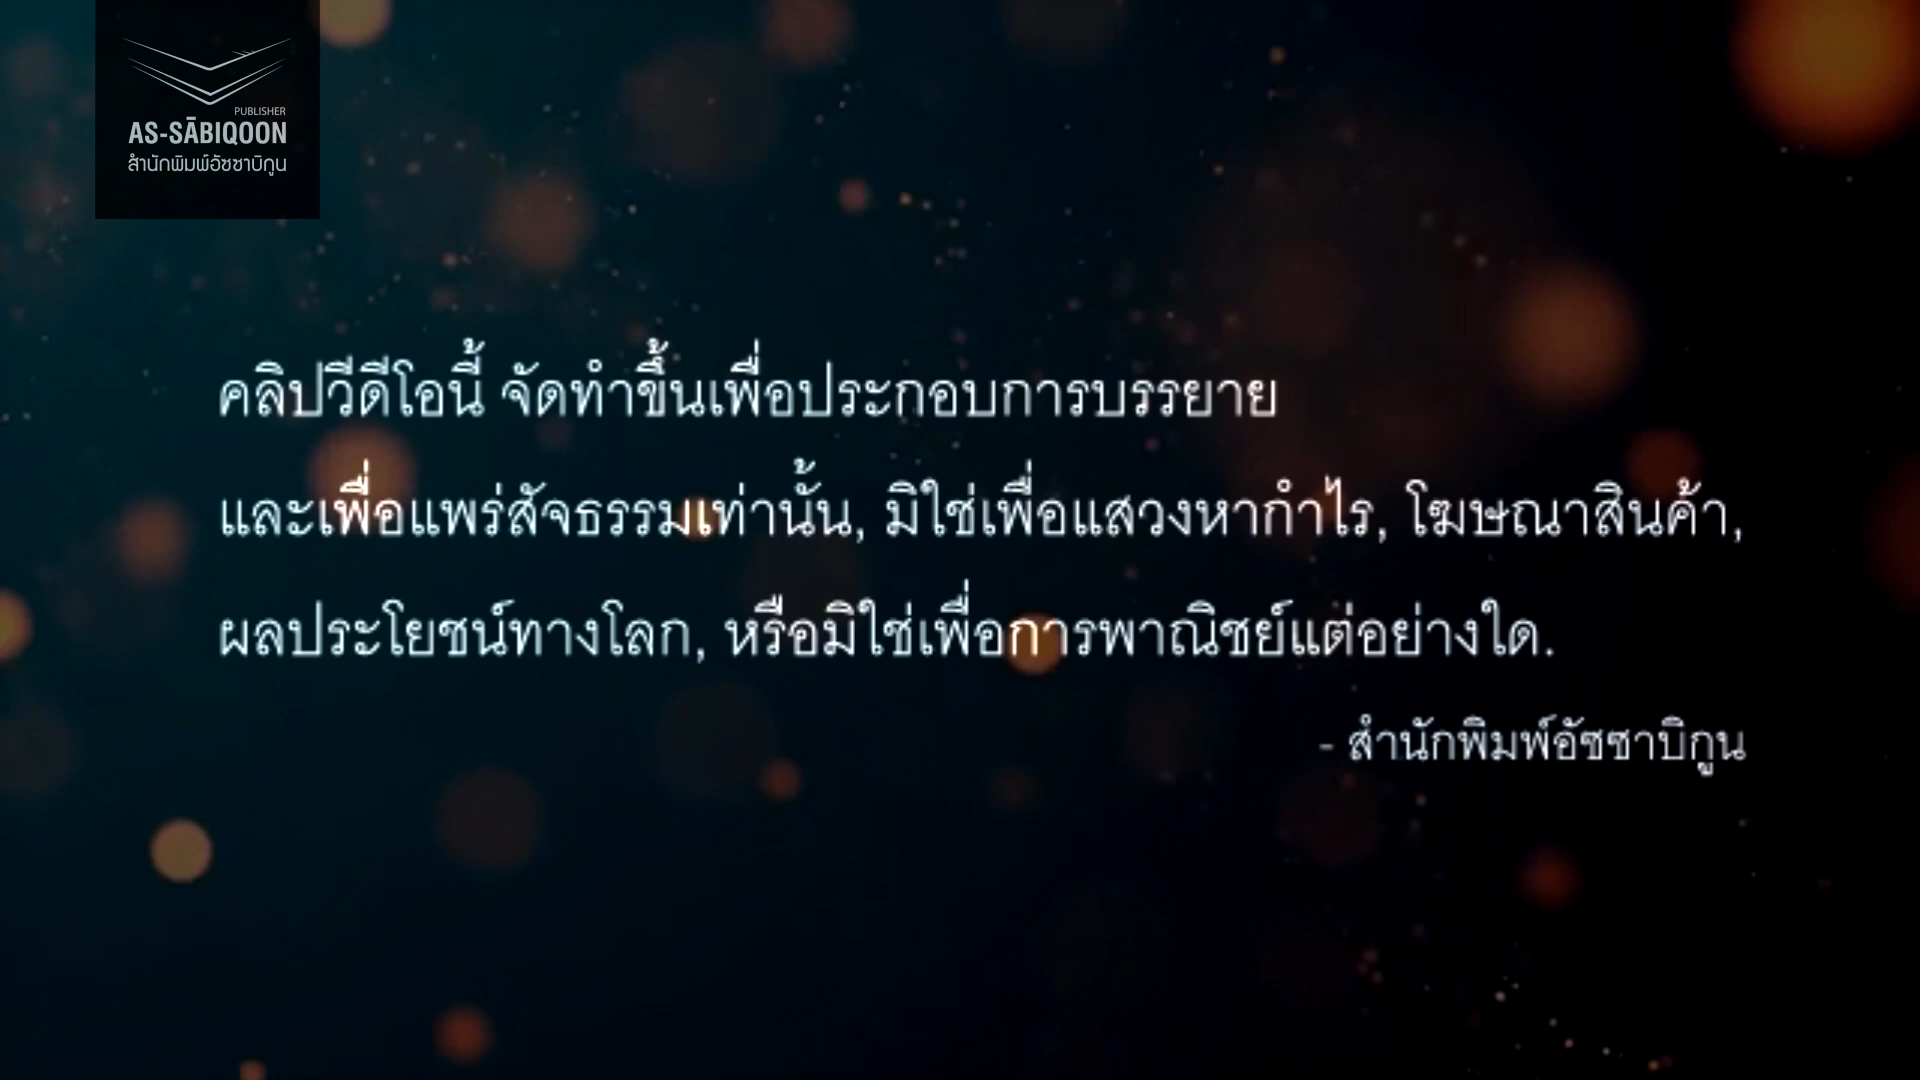 PUBLISHER
AS-SĀBIQOON
สำนักพิมพ์อัซซาบิกูน
คลิปวีดีโอนี้ จัดทำขึ้นเพื่อประกอบการบรรยาย
และเพื่อแพร่สัจธรรมเท่านั้น, มิใช่เพื่อแสวงหากำไร, โฆษณาสินค้า,
ผลประโยชน์ทางโลก, หรือมิใช่เพื่อการพาณิชย์แต่อย่างใด.
- สำนักพิมพ์อัซซาบิกูน